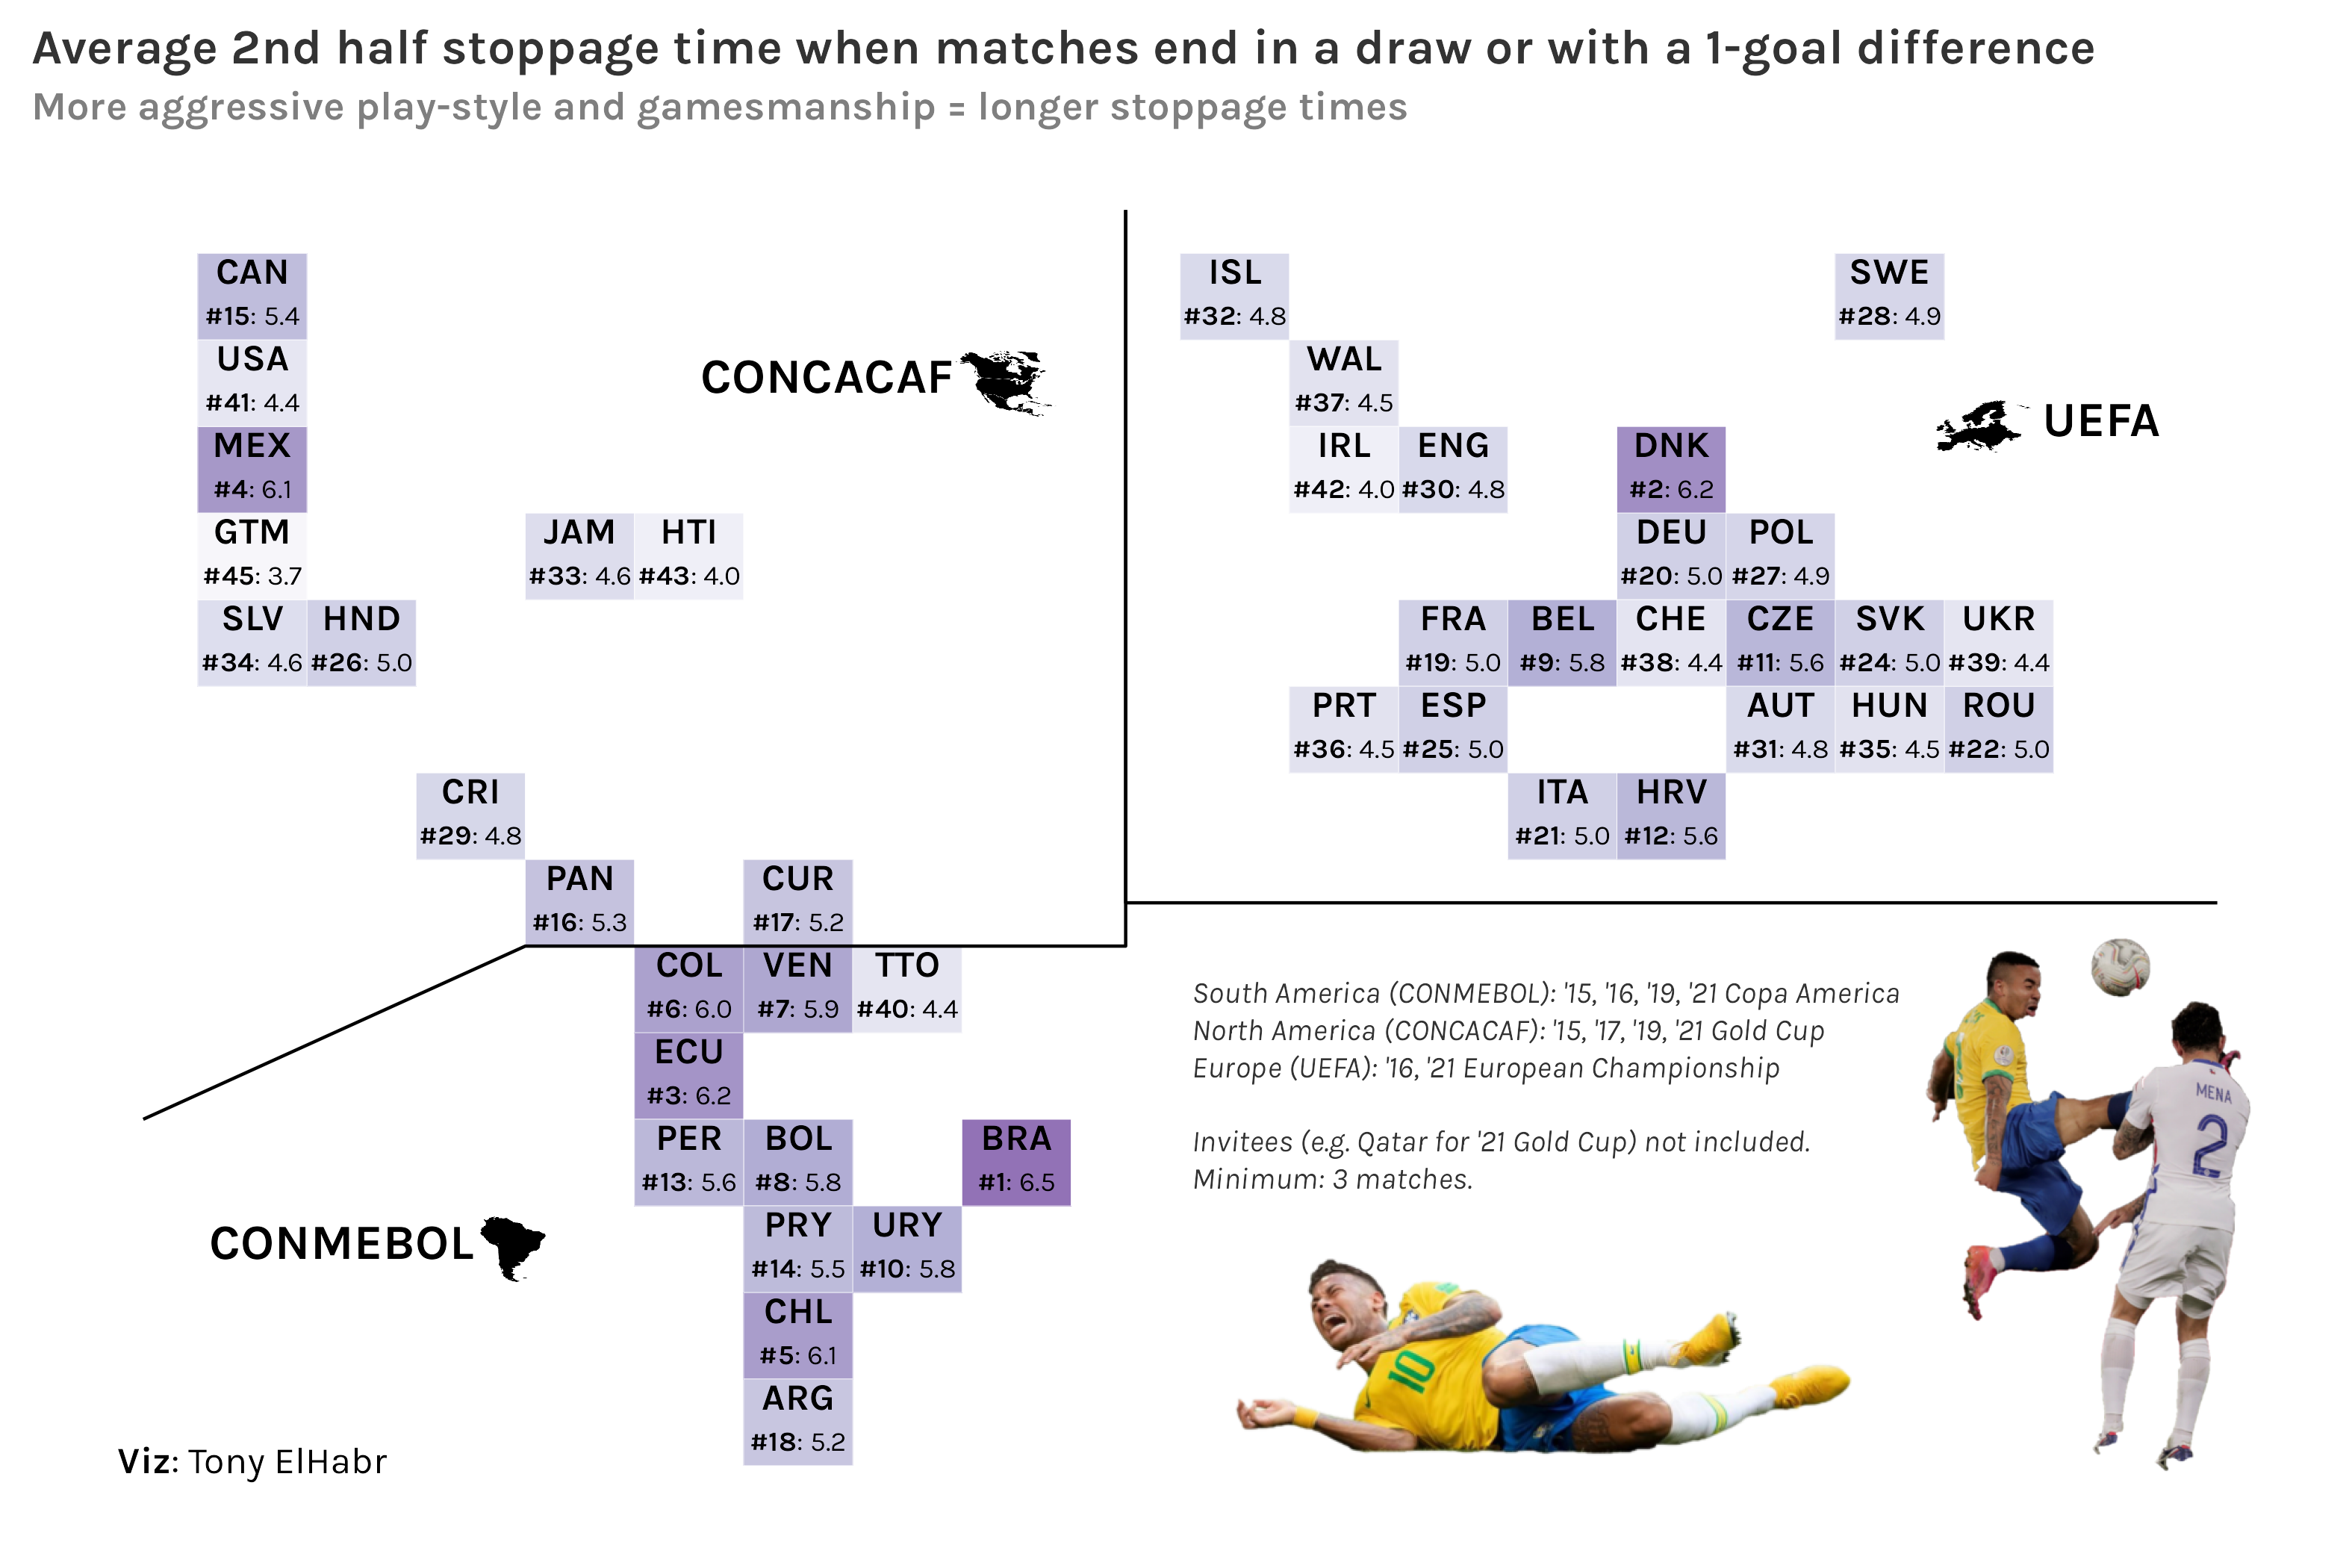 Average 2nd half stoppage time when matches end in a draw or with a 1-goal difference
More aggressive play-style and gamesmanship = longer stoppage times
CAN
#15: 5.4
USA
#41: 4.4
MEX
#4: 6.1
GTM
#45: 3.7
SLV HND
#34: 4.6 #26: 5.0
JAM HTI
#33: 4.6 #43: 4.0
CONCACAF
CRI
#29: 4.8
PAN
#16: 5.3
CUR
#17: 5.2
ISL
#32: 4.8
SWE
#28: 4.9
WAL
#37: 4.5
UEFA
IRL ENG DNK
#42: 4.0 #30: 4.8 #2: 6.2
DEU POL
#20: 5.0 #27: 4.9
FRA BEL CHE CZE SVK UKR
#19: 5.0 #9: 5.8 #38: 4.4 #11: 5.6 #24: 5.0 #39: 4.4
PRT ESP AUT HUN ROU
#36: 4.5 #25: 5.0 #31: 4.8 #35: 4.5 #22: 5.0
ITA HRV
#21: 5.0 #12: 5.6
COL VEN TTO
#6: 6.0 #7: 5.9 #40: 4.4
ECU
#3: 6.2
PER BOL BRA
#13: 5.6 #8: 5.8 #1: 6.5
PRY URY
#14: 5.5 #10: 5.8
CONMEBOL
CHL
#5: 6.1
ARG
#18: 5.2
South America (CONMEBOL): '15, '16, '19, '21 Copa America
North America (CONCACAF): '15, '17, '19, '21 Gold Cup
Europe (UEFA): '16, '21 European Championship
Invitees (e.g. Qatar for '21 Gold Cup) not included.
Minimum: 3 matches.
MENA
2
10
Viz: Tony ElHabr